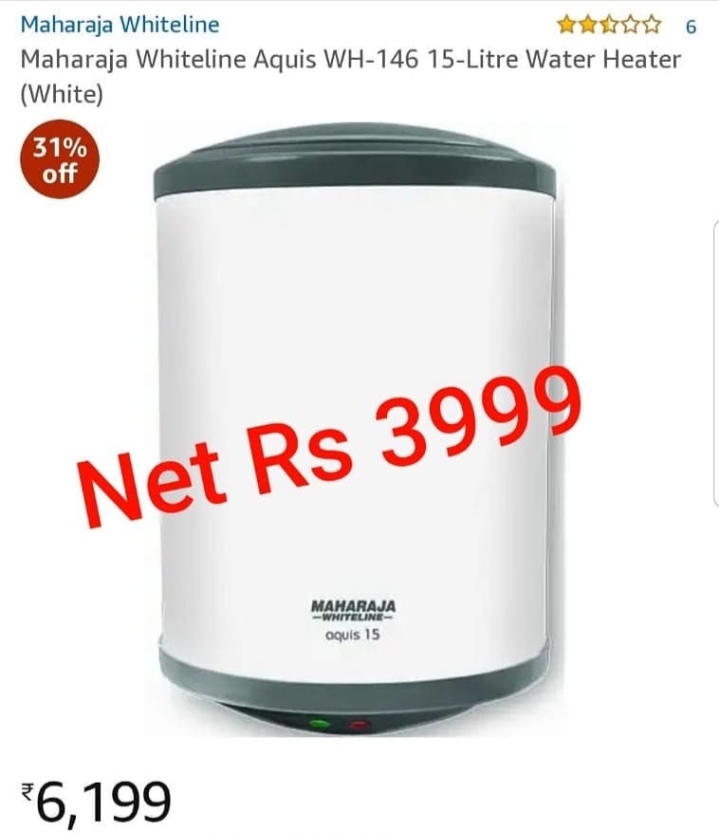 Maharaja Whiteline
6
Maharaja Whiteline Aquis WH-146 15-Litre Water Heater
(White)
31%
off
Net Rs 3999
MAHARAJA
WHITELINE
aquis 15
₹6,199